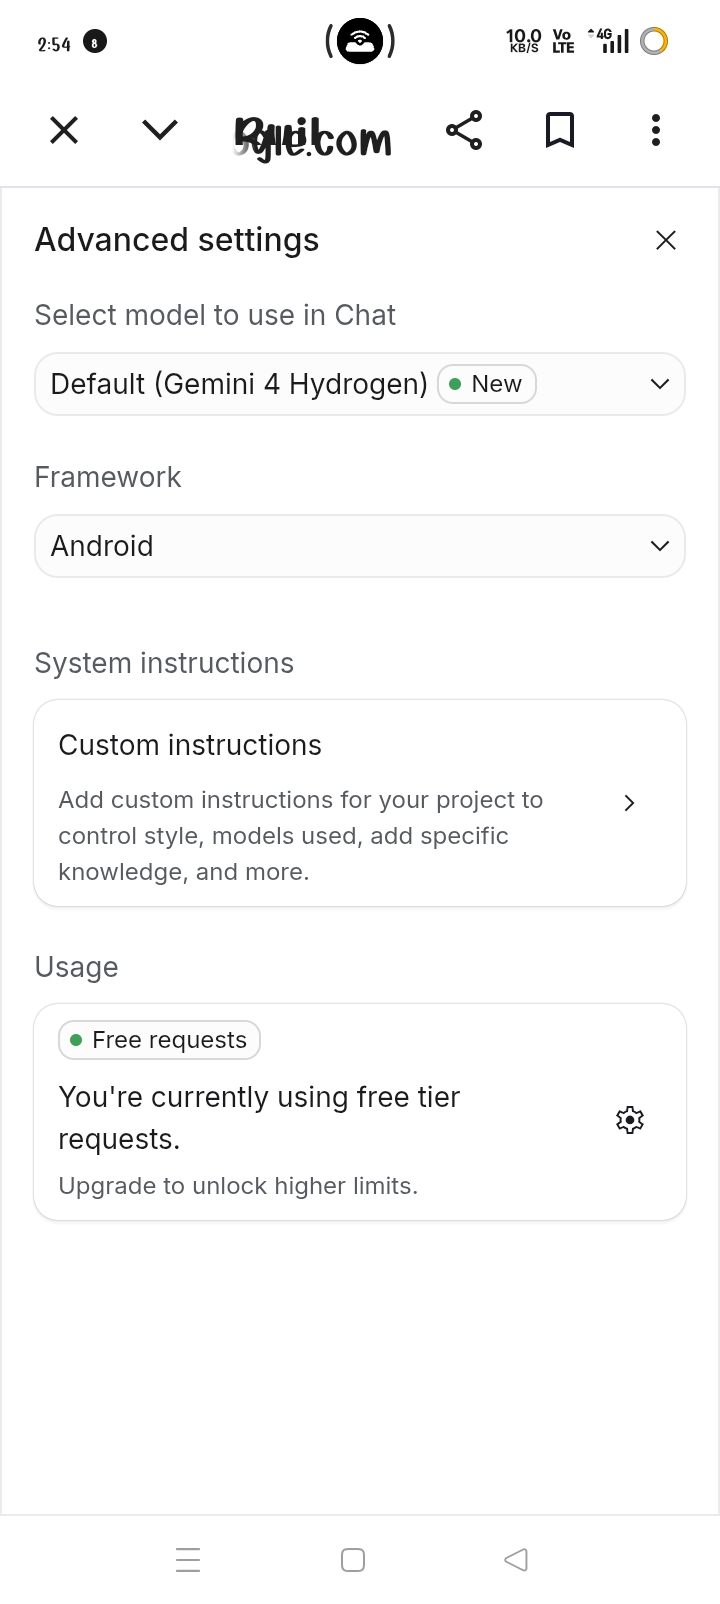 2:54
8
10.0
KB/S
Vo
LTE
4G
Advanced settings
Select model to use in Chat
Default (Gemini 4 Hydrogen)
New
Framework
Android
System instructions
Custom instructions
Add custom instructions for your project to
control style, models used, add specific
knowledge, and more.
Usage
Free requests
You're currently using free tier
requests.
Upgrade to unlock higher limits.